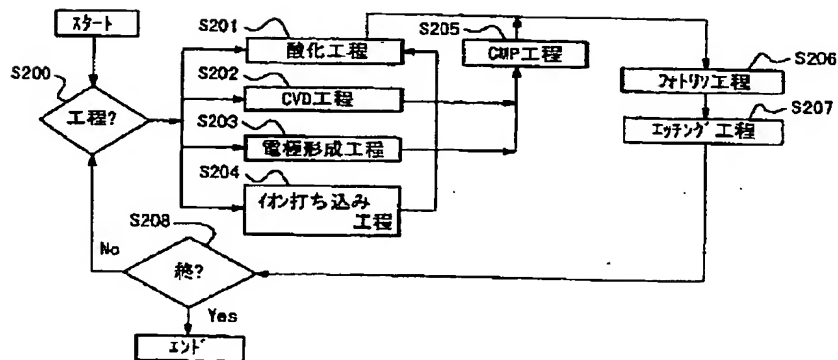 スタート
S200
工程?
S201
酸化工程
S202
CVD工程
S203
電極形成工程
S204
イオン打ち込み
工程
S205
CMP工程
S206
フォトリソ工程
S207
エッチング工程
S208
終?
No
Yes
エンド